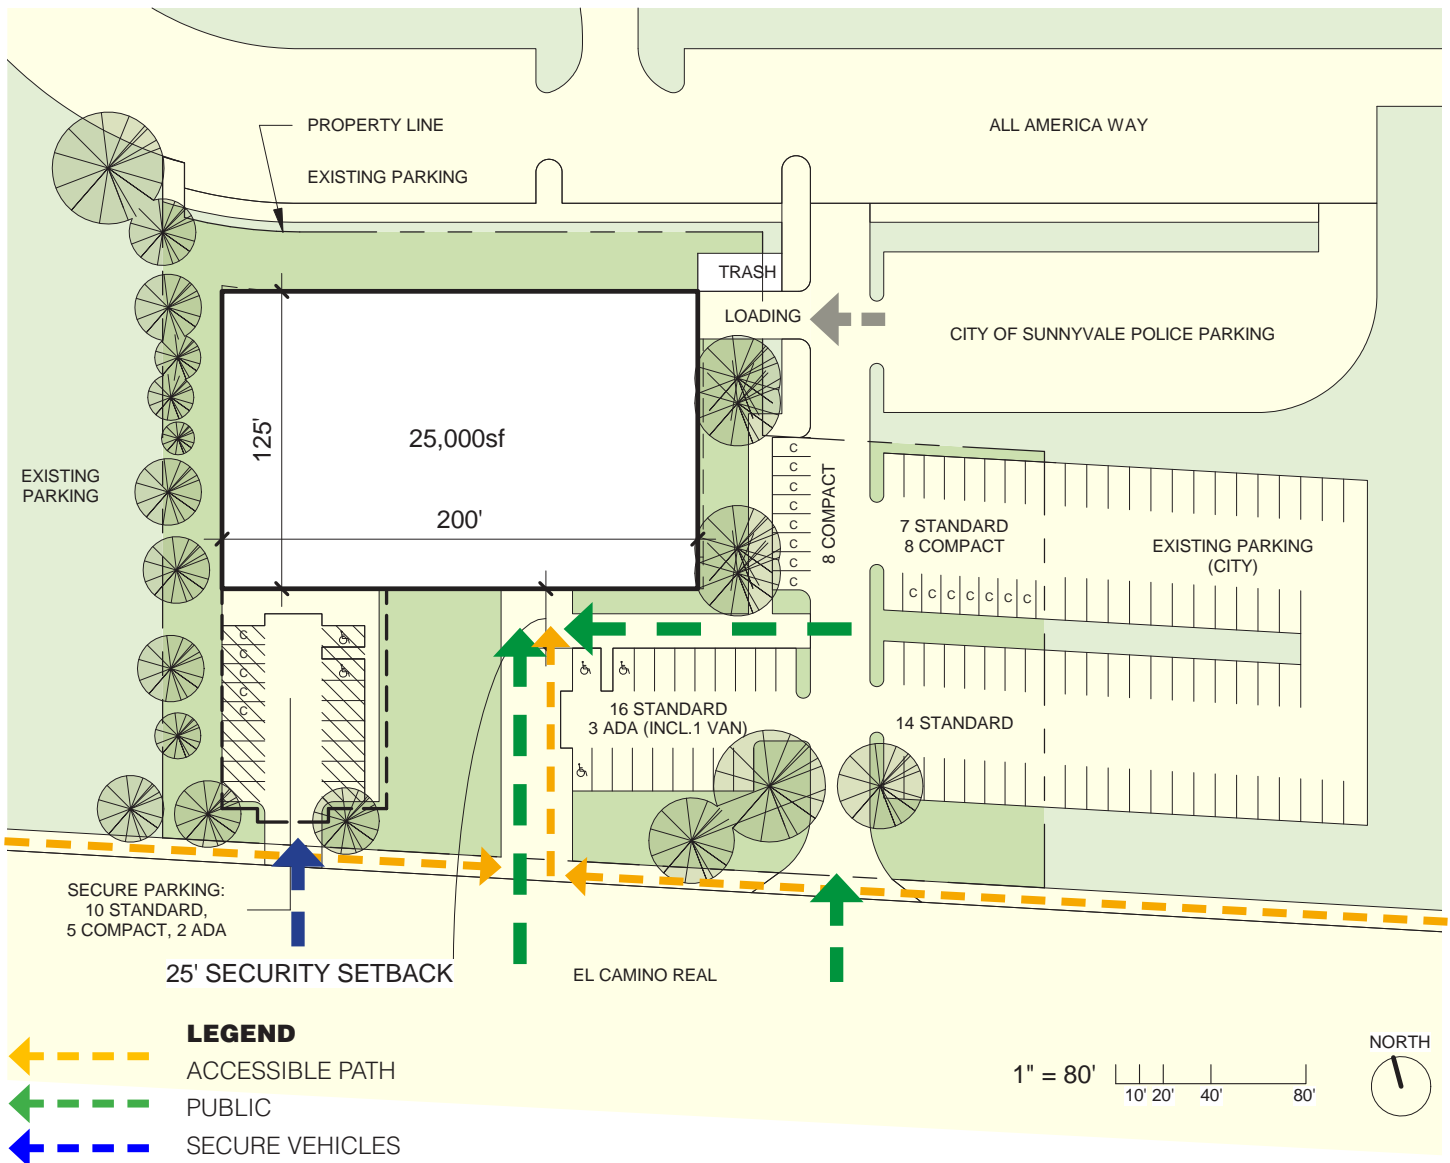 PROPERTY LINE
ALL AMERICA WAY
EXISTING PARKING
TRASH
LOADING
CITY OF SUNNYVALE POLICE PARKING
125'
25,000sf
200'
EXISTING
PARKING
C
C
C
C
C
C
C
C
8 COMPACT
7 STANDARD
8 COMPACT
EXISTING PARKING
(CITY)
C C C C C C C
C
C
C
C
C
16 STANDARD
3 ADA (INCL.1 VAN)
14 STANDARD
SECURE PARKING:
10 STANDARD,
5 COMPACT, 2 ADA
25' SECURITY SETBACK
EL CAMINO REAL
LEGEND
ACCESSIBLE PATH
PUBLIC
SECURE VEHICLES
1" = 80'
10' 20' 40' 80'
NORTH